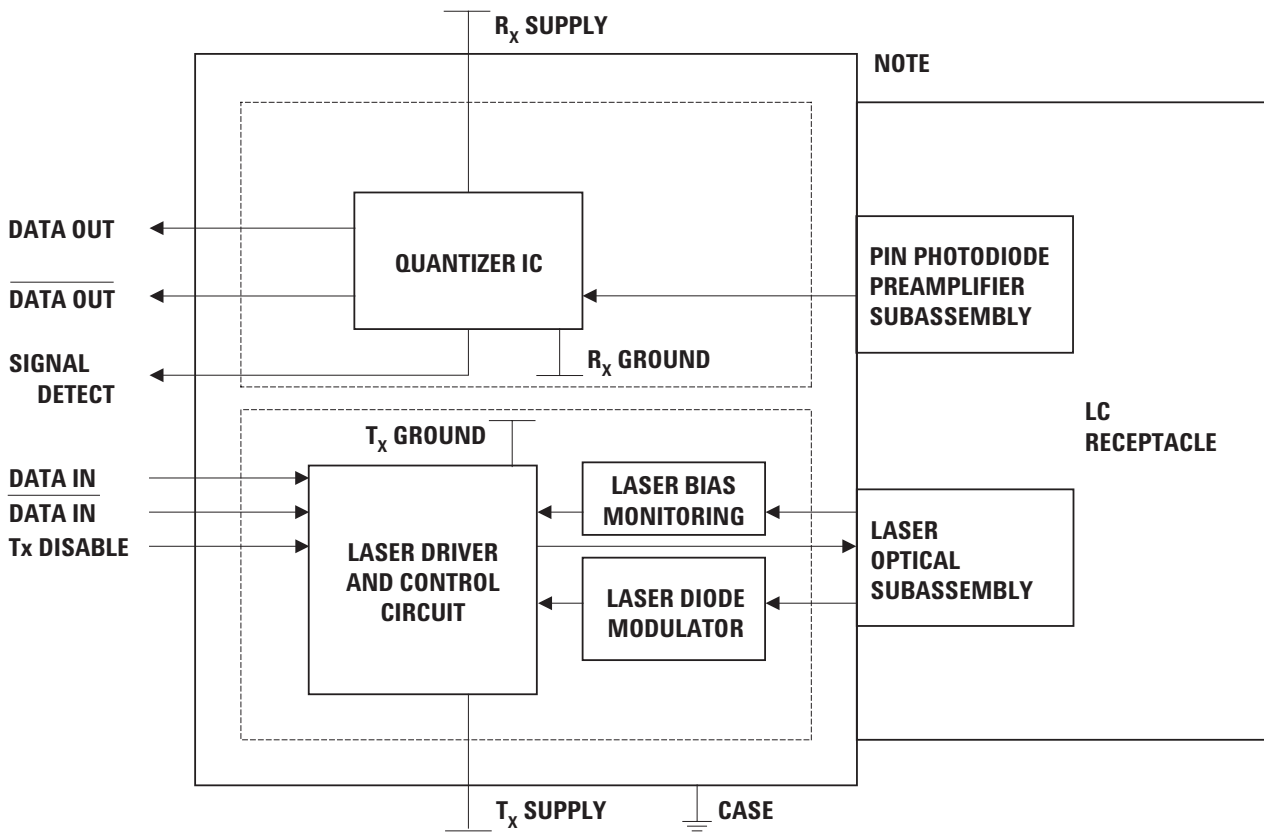 Rx SUPPLY
NOTE
DATA OUT
QUANTIZER IC
PIN PHOTODIODE
PREAMPLIFIER
SUBASSEMBLY
DATA OUT
SIGNAL
DETECT
Rx GROUND
LC
RECEPTACLE
Tx GROUND
DATA IN
DATA IN
Tx DISABLE
LASER BIAS
MONITORING
LASER DRIVER
AND CONTROL
CIRCUIT
LASER
OPTICAL
SUBASSEMBLY
LASER DIODE
MODULATOR
Tx SUPPLY
CASE